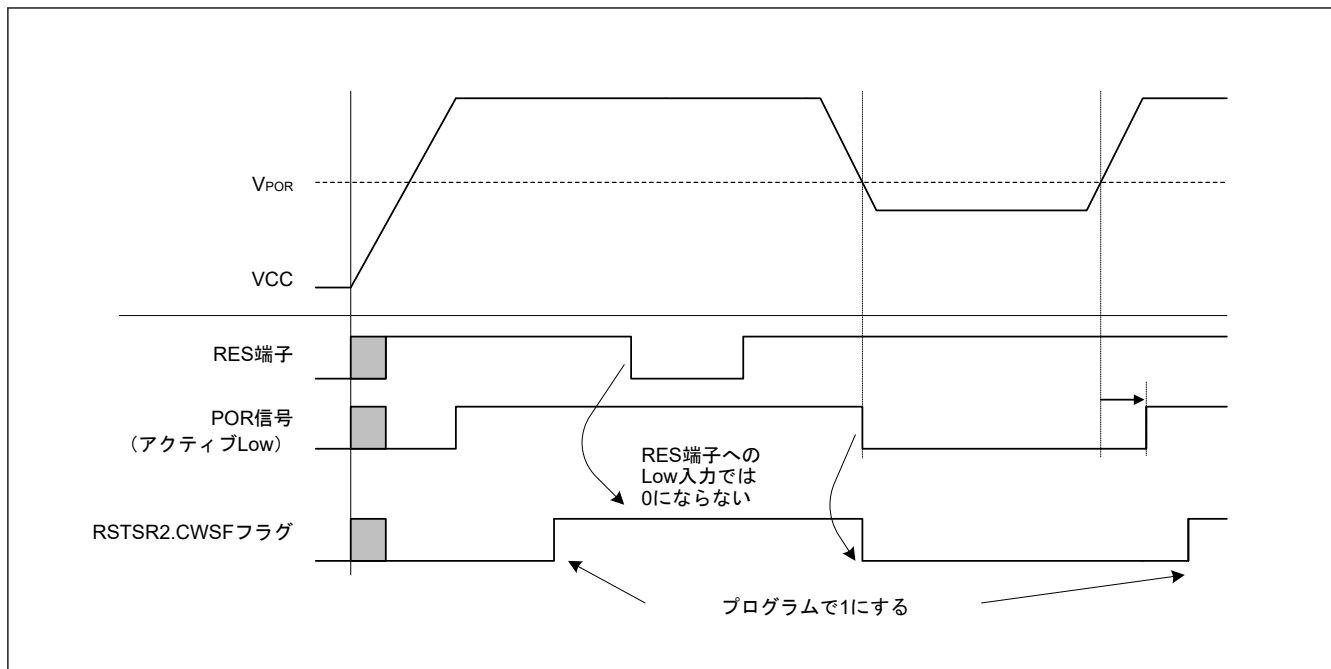 VPOR
VCC
RES端子
POR信号
（アクティブLow）
RES端子への
Low入力では
0にならない
RSTSR2.CWSFフラグ
プログラムで1にする